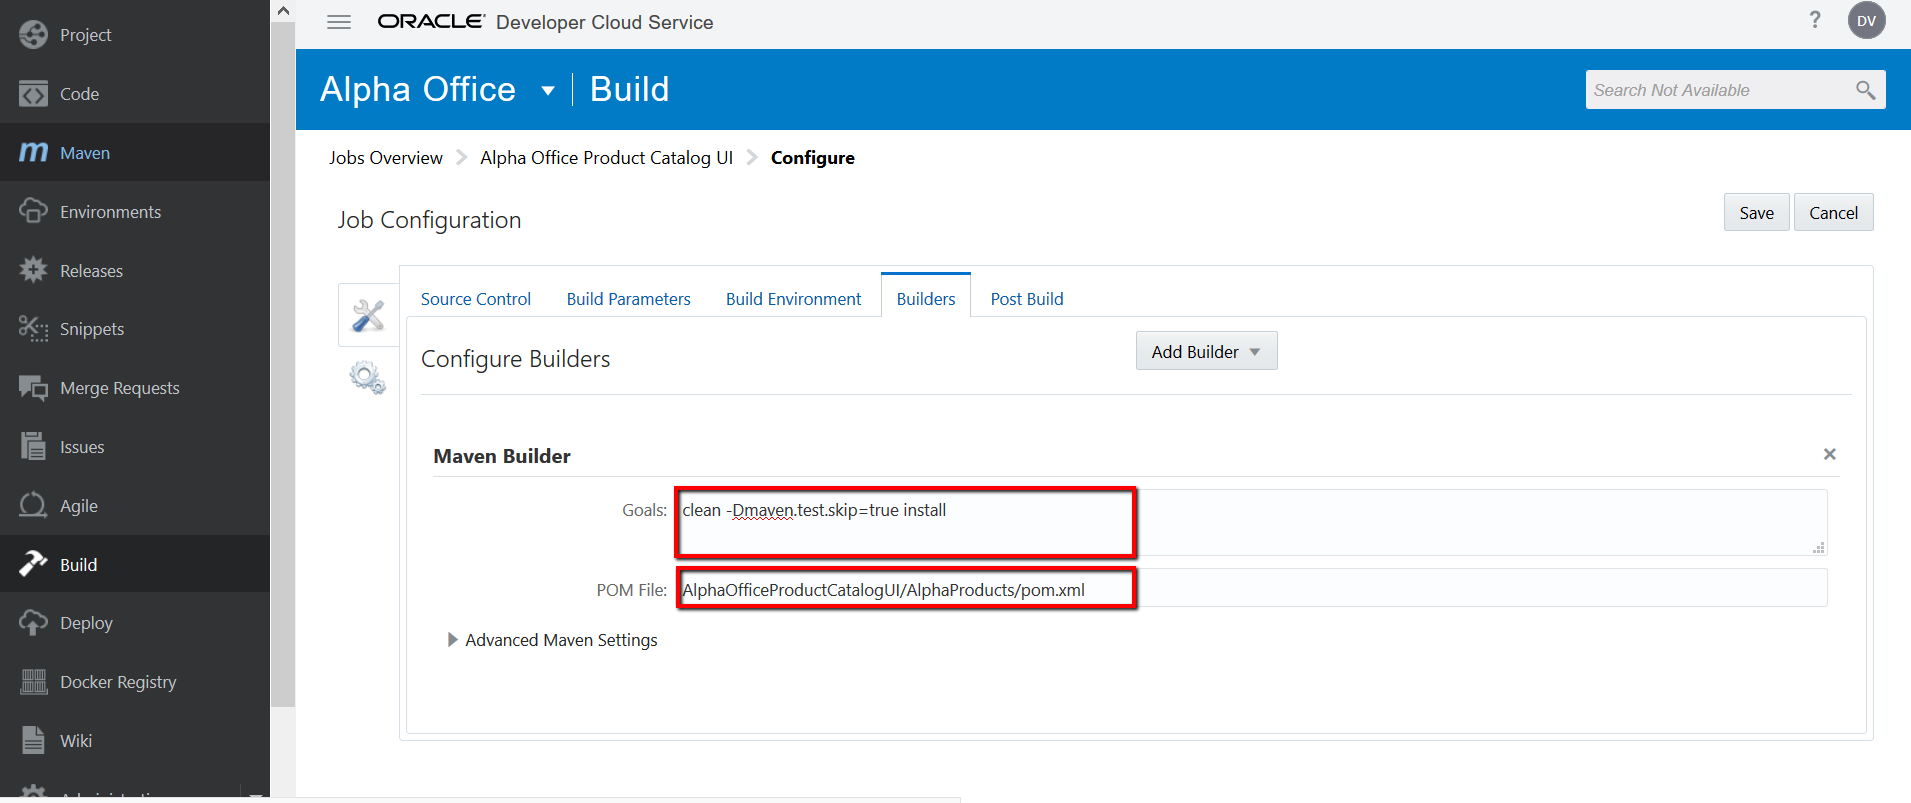 Project
Code
Maven
Environments
Releases
Snippets
Merge Requests
Issues
Agile
Build
Deploy
Docker Registry
Wiki
ORACLE Developer Cloud Service
? DV
Alpha Office | Build
Search Not Available
Jobs Overview > Alpha Office Product Catalog UI > Configure
Job Configuration
Save Cancel
Source Control Build Parameters Build Environment Builders Post Build
Configure Builders
Add Builder
Maven Builder
Goals: clean -Dmaven.test.skip=true install
POM File: AlphaOfficeProductCatalogUI/AlphaProducts/pom.xml
Advanced Maven Settings